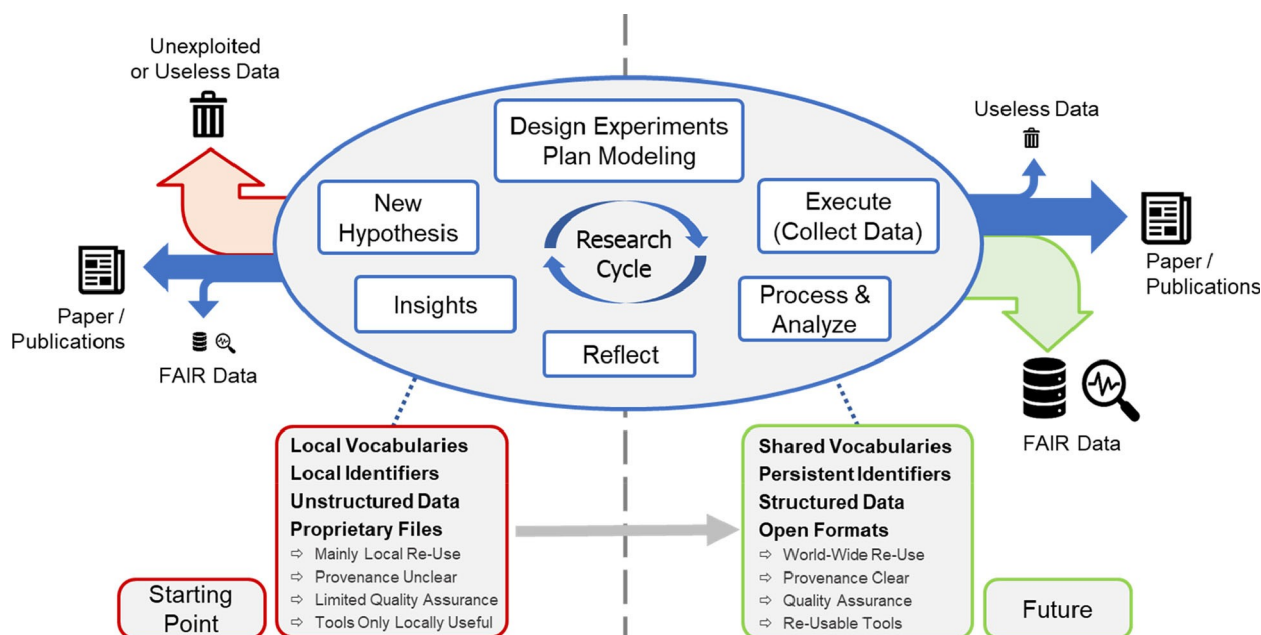 Unexploited
or Useless Data
Paper /
Publications
FAIR Data
Design Experiments
Plan Modeling
New
Hypothesis
Execute
(Collect Data)
Research
Cycle
Insights
Process &
Analyze
Reflect
Useless Data
Paper /
Publications
FAIR Data
Starting
Point
Local Vocabularies
Local Identifiers
Unstructured Data
Proprietary Files
⇨ Mainly Local Re-Use
⇨ Provenance Unclear
⇨ Limited Quality Assurance
⇨ Tools Only Locally Useful
Shared Vocabularies
Persistent Identifiers
Structured Data
Open Formats
⇨ World-Wide Re-Use
⇨ Provenance Clear
⇨ Quality Assurance
⇨ Re-Usable Tools
Future